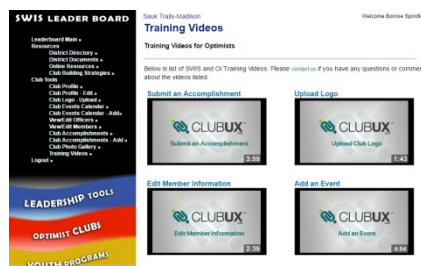 SWIS LEADER BOARD
Leaderboard Main »
Resources
District Directory »
District Documents »
Online Resources »
Club Building Strategies »
Club Tools
Club Profile »
Club Profile - Edit »
Club Logo - Upload »
Club Events Calendar »
Club Events Calendar - Add»
View/Edit Officers »
View/Edit Members »
Club Accomplishments »
Club Accomplishments - Add »
Club Photo Gallery »
Training Videos »
Logout »
LEADERSHIP TOOLS
OPTIMIST CLUBS
YOUTH PROGRAMS
Sauk Trails-Madison
Welcome Bonnie Spindl
Training Videos
Training Videos for Optimists
Below is list of SWIS and OI Training Videos. Please contact us if you have any questions or commen
about the videos listed.
Submit an Accomplishment
CLUBUX
Submit an Accomplishment
3:59
Upload Logo
CLUBUX
Upload Club Logo
1:43
Edit Member Information
CLUBUX
Edit Member Information
2:39
Add an Event
CLUBUX
Add an Event
4:54